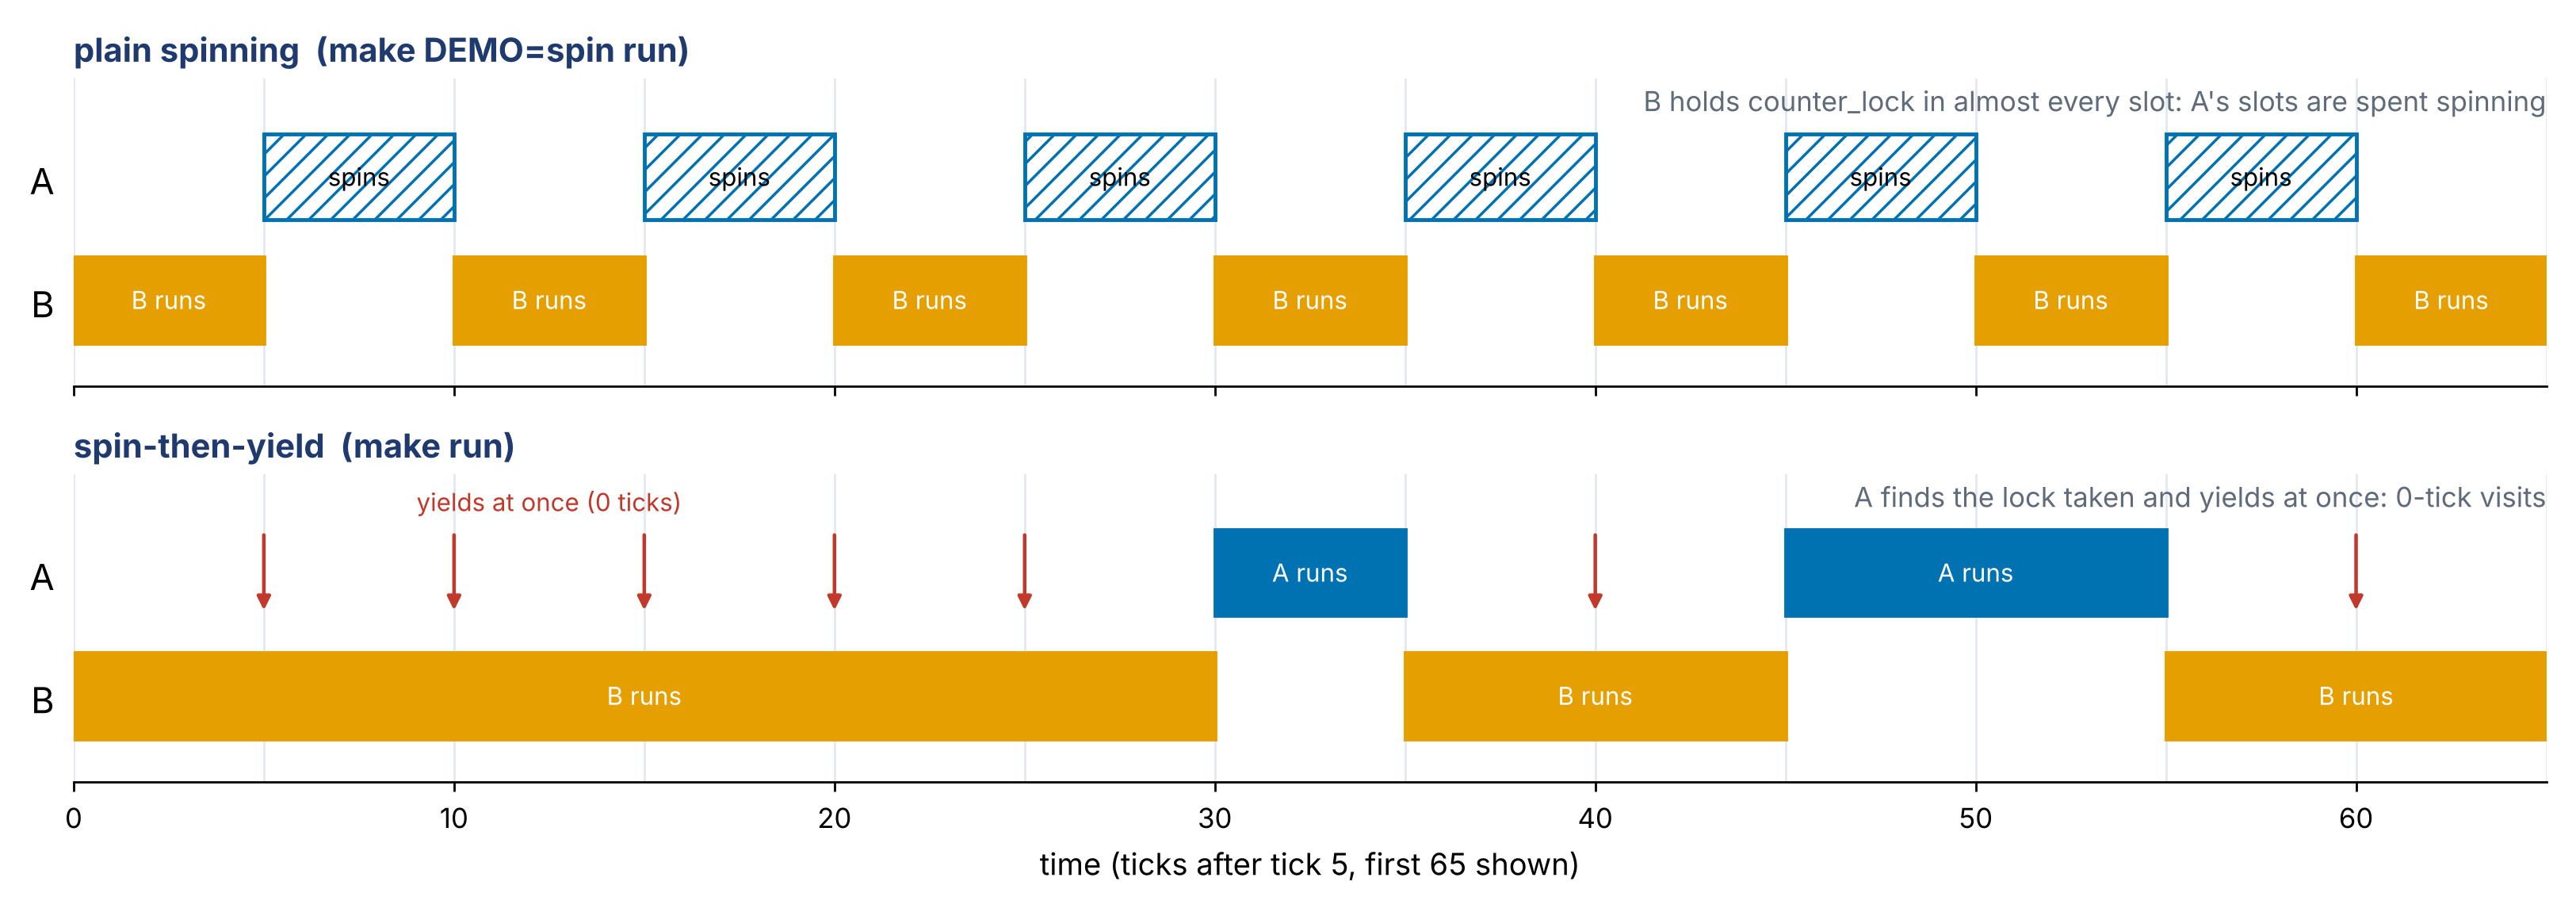 plain spinning (make DEMO=spin run)
B holds counter_lock in almost every slot: A's slots are spent spinning
A
spins
spins
spins
spins
spins
spins
B
B runs
B runs
B runs
B runs
B runs
B runs
B runs
spin-then-yield (make run)
yields at once (0 ticks)
A finds the lock taken and yields at once: 0-tick visits
A
A runs
A runs
B
B runs
B runs
B runs
0 10 20 30 40 50 60
time (ticks after tick 5, first 65 shown)